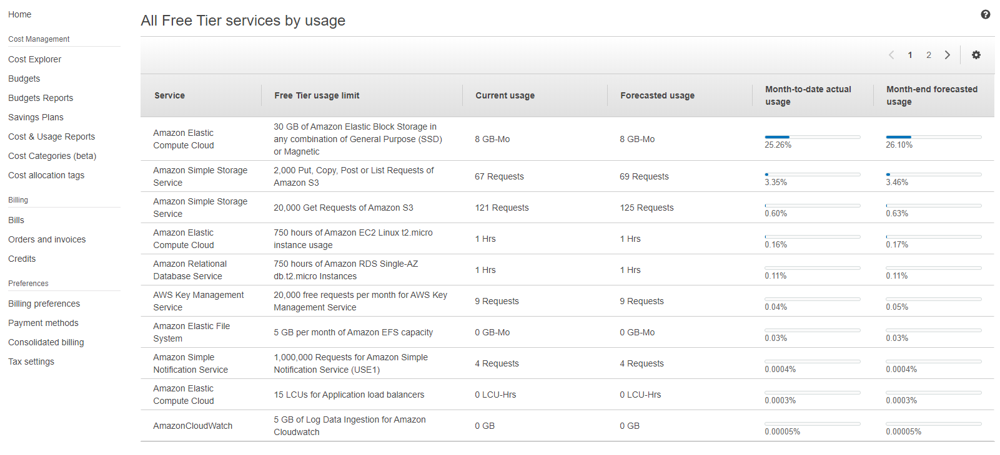 Home
Cost Management
Cost Explorer
Budgets
Budgets Reports
Savings Plans
Cost & Usage Reports
Cost Categories (beta)
Cost allocation tags
Billing
Bills
Orders and invoices
Credits
Preferences
Billing preferences
Payment methods
Consolidated billing
Tax settings
All Free Tier services by usage
1 2
Service
Free Tier usage limit
Current usage
Forecasted usage
Month-to-date actual
usage
Month-end forecasted
usage
Amazon Elastic
Compute Cloud
30 GB of Amazon Elastic Block Storage in
any combination of General Purpose (SSD)
or Magnetic
8 GB-Mo
8 GB-Mo
25.26%
26.10%
Amazon Simple Storage
Service
2,000 Put, Copy, Post or List Requests of
Amazon S3
67 Requests
69 Requests
3.35%
3.46%
Amazon Simple Storage
Service
20,000 Get Requests of Amazon S3
121 Requests
125 Requests
0.60%
0.63%
Amazon Elastic
Compute Cloud
750 hours of Amazon EC2 Linux t2.micro
instance usage
1 Hrs
1 Hrs
0.16%
0.17%
Amazon Relational
Database Service
750 hours of Amazon RDS Single-AZ
db.t2.micro Instances
1 Hrs
1 Hrs
0.11%
0.11%
AWS Key Management
Service
20,000 free requests per month for AWS Key
Management Service
9 Requests
9 Requests
0.04%
0.05%
Amazon Elastic File
System
5 GB per month of Amazon EFS capacity
0 GB-Mo
0 GB-Mo
0.03%
0.03%
Amazon Simple
Notification Service
1,000,000 Requests for Amazon Simple
Notification Service (USE1)
4 Requests
4 Requests
0.0004%
0.0004%
Amazon Elastic
Compute Cloud
15 LCUs for Application load balancers
0 LCU-Hrs
0 LCU-Hrs
0.0003%
0.0003%
AmazonCloudWatch
5 GB of Log Data Ingestion for Amazon
Cloudwatch
0 GB
0 GB
0.00005%
0.00005%